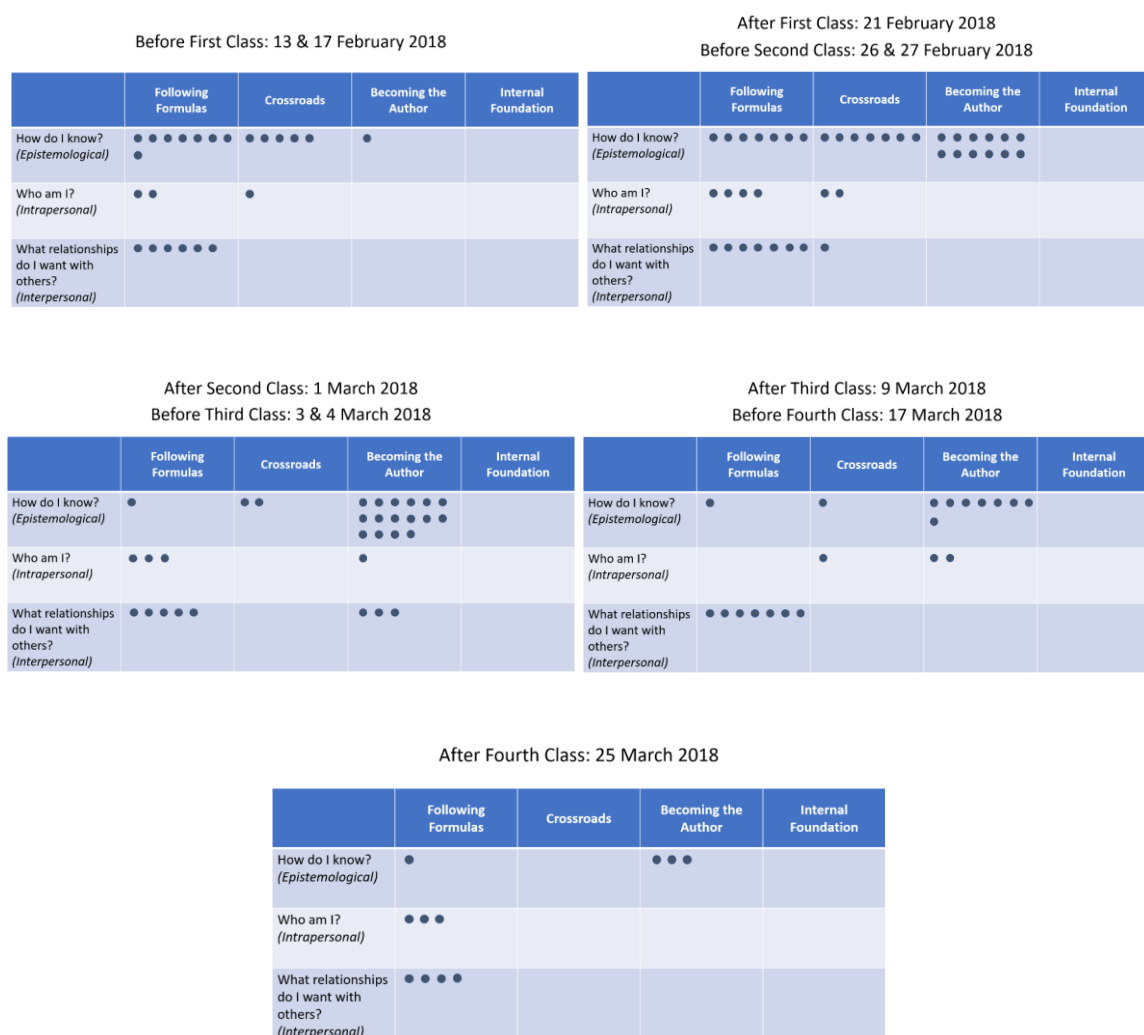 Before First Class: 13 & 17 February 2018
Following
Formulas
Crossroads
Becoming the
Author
Internal
Foundation
How do I know?
(Epistemological)
Who am I?
(Intrapersonal)
What relationships
do I want with
others?
(Interpersonal)
After First Class: 21 February 2018
Before Second Class: 26 & 27 February 2018
Following
Formulas
Crossroads
Becoming the
Author
Internal
Foundation
How do I know?
(Epistemological)
Who am I?
(Intrapersonal)
What relationships
do I want with
others?
(Interpersonal)
After Second Class: 1 March 2018
Before Third Class: 3 & 4 March 2018
Following
Formulas
Crossroads
Becoming the
Author
Internal
Foundation
How do I know?
(Epistemological)
Who am I?
(Intrapersonal)
What relationships
do I want with
others?
(Interpersonal)
After Third Class: 9 March 2018
Before Fourth Class: 17 March 2018
Following
Formulas
Crossroads
Becoming the
Author
Internal
Foundation
How do I know?
(Epistemological)
Who am I?
(Intrapersonal)
What relationships
do I want with
others?
(Interpersonal)
After Fourth Class: 25 March 2018
Following
Formulas
Crossroads
Becoming the
Author
Internal
Foundation
How do I know?
(Epistemological)
Who am I?
(Intrapersonal)
What relationships
do I want with
others?
(Interpersonal)